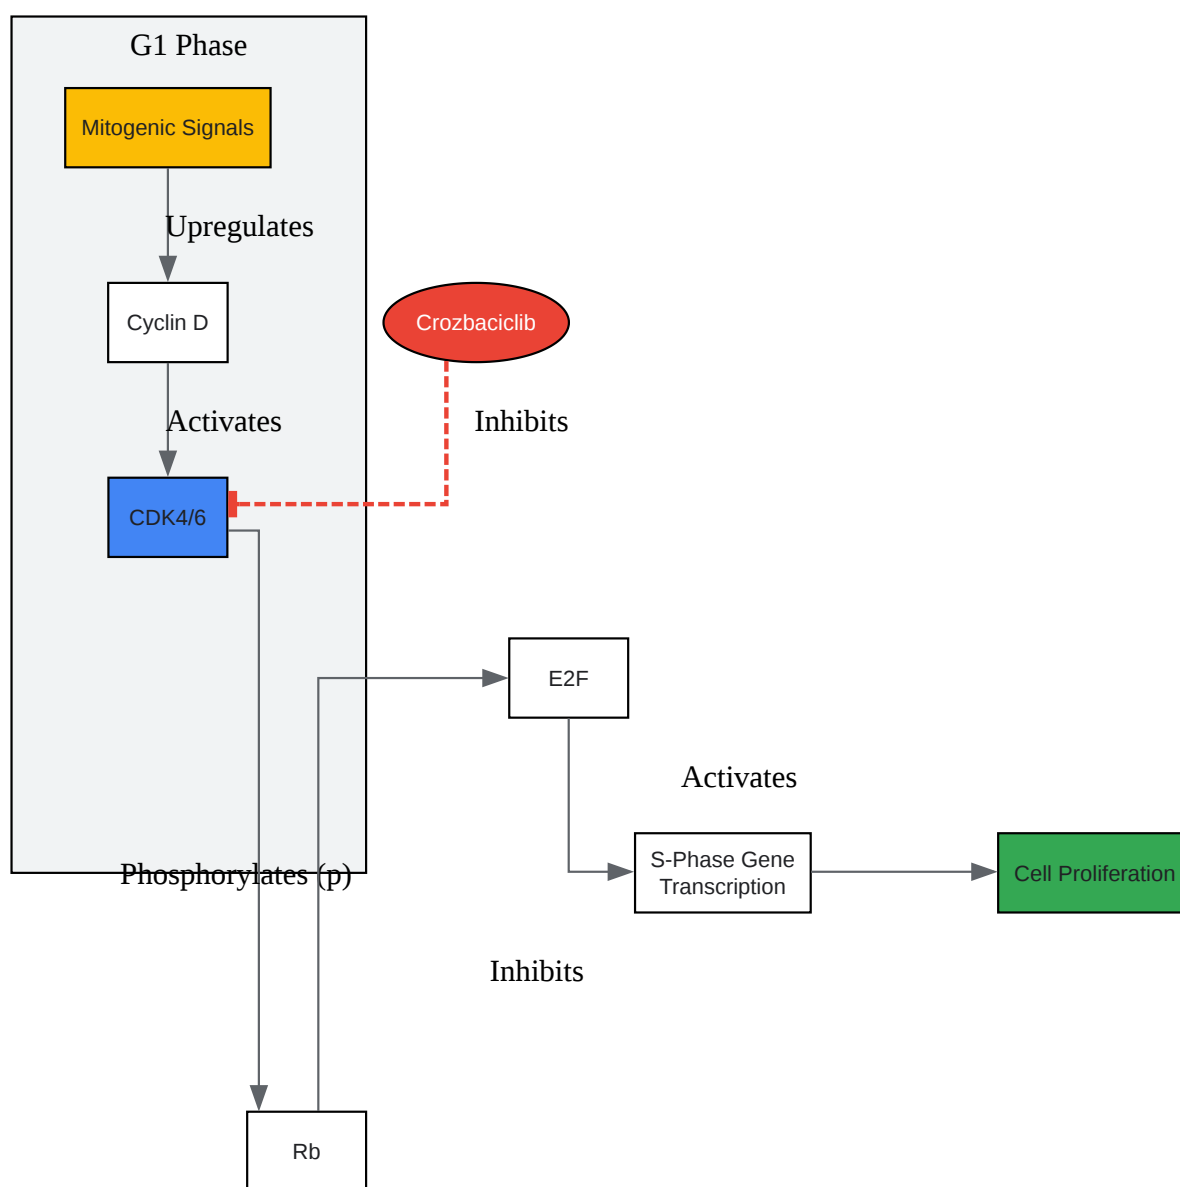 G1 Phase
Mitogenic Signals
Upregulates
Cyclin D
Crozbaciclib
Activates
Inhibits
CDK4/6
E2F
Activates
S-Phase Gene
Transcription
Cell Proliferation
Phosphorylates (p)
Inhibits
Rb